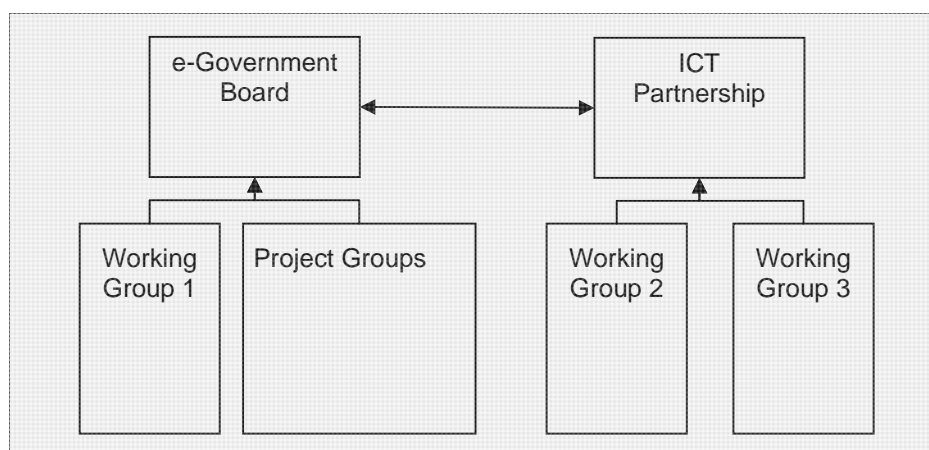 e-Government
Board
ICT
Partnership
Working
Group 1
Project Groups
Working
Group 2
Working
Group 3